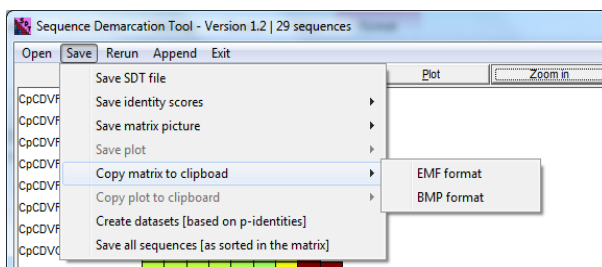 Sequence Demarcation Tool - Version 1.2 | 29 sequences
Open Save Rerun Append Exit
Plot Zoom in
Save SDT file
Save identity scores
Save matrix picture
Save plot
Copy matrix to clipboad
EMF format
Copy plot to clipboard
BMP format
Create datasets [based on p-identities]
Save all sequences [as sorted in the matrix]
CpCDVF
CpCDVF
CpCDVF
CpCDVF
CpCDVF
CpCDVF
CpCDVF
CpCDVC